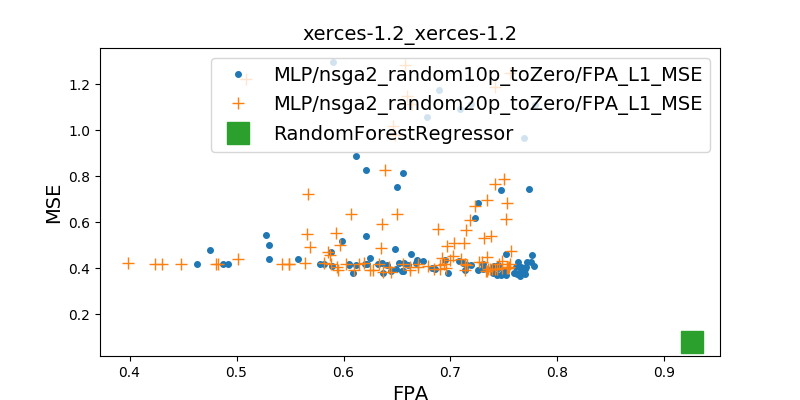 xerces-1.2_xerces-1.2
MLP/nsga2_random10p_toZero/FPA_L1_MSE
MLP/nsga2_random20p_toZero/FPA_L1_MSE
RandomForestRegressor
MSE
1.2
1.0
0.8
0.6
0.4
0.2
0.4 0.5 0.6 0.7 0.8 0.9
FPA